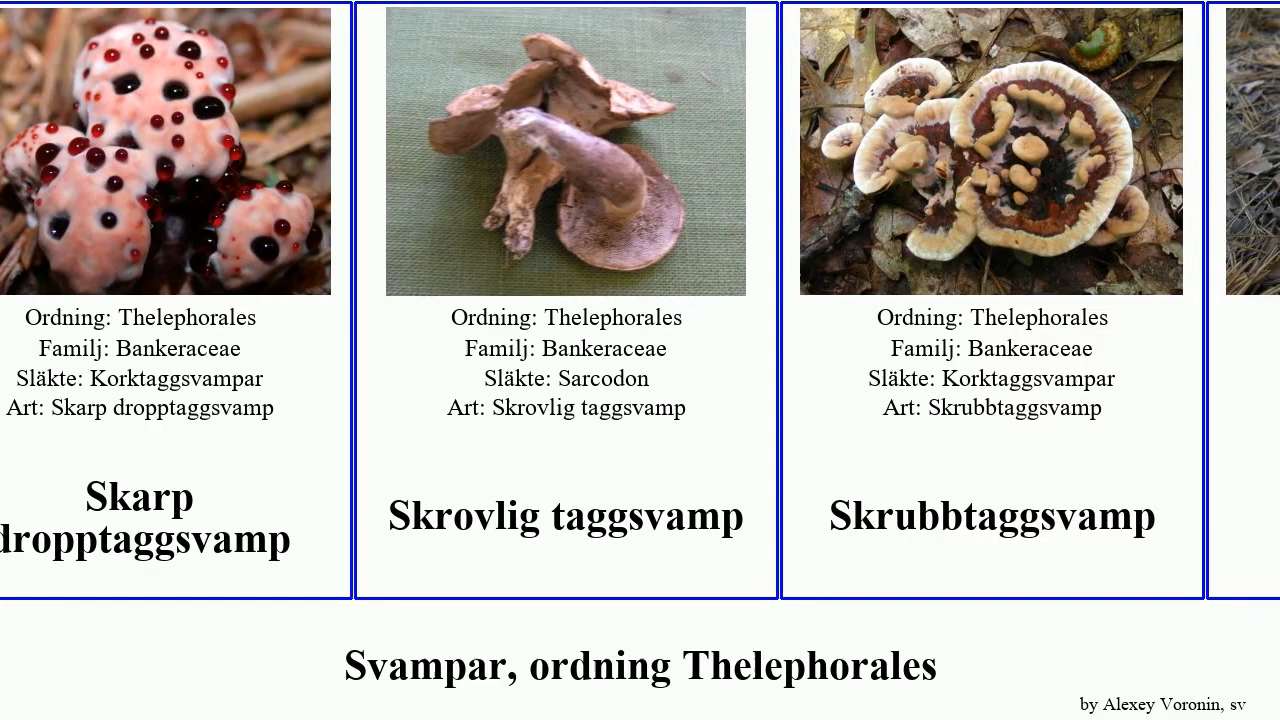 Ordning: Thelephorales
Familj: Bankeraceae
Släkte: Korktaggsvampar
Art: Skarp dropptaggsvamp
Skarp
dropptaggsvamp
Ordning: Thelephorales
Familj: Bankeraceae
Släkte: Sarcodon
Art: Skrovlig taggsvamp
Skrovlig taggsvamp
Ordning: Thelephorales
Familj: Bankeraceae
Släkte: Korktaggsvampar
Art: Skrubbtaggsvamp
Skrubbtaggsvamp
Svampar, ordning Thelephorales
by Alexey Voronin, sv